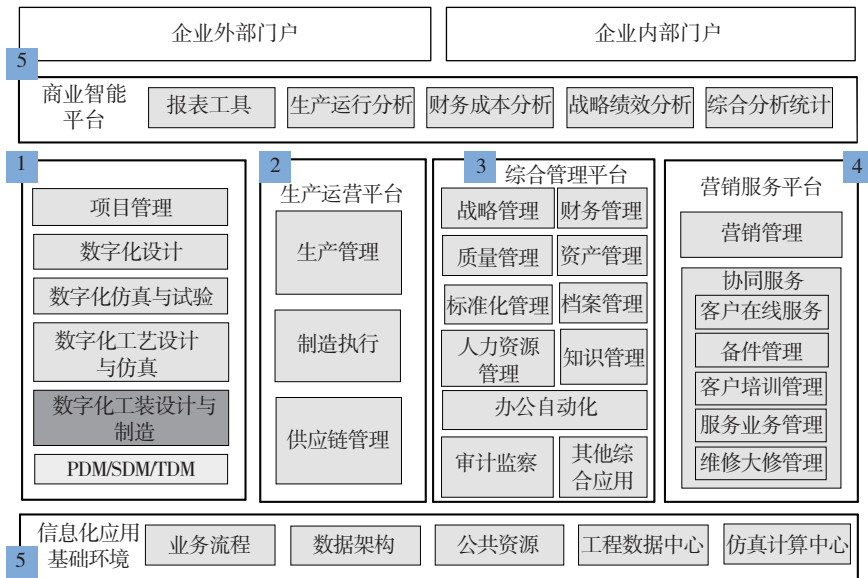 企业外部门户
企业内部门户
5
商业智能
平台
报表工具
生产运行分析
财务成本分析
战略绩效分析
综合分析统计
1
项目管理
数字化设计
数字化仿真与试验
数字化工艺设计
与仿真
数字化工装设计与
制造
PDM/SDM/TDM
2
生产运营平台
生产管理
制造执行
供应链管理
3
综合管理平台
战略管理
财务管理
质量管理
资产管理
标准化管理
档案管理
人力资源
管理
知识管理
办公自动化
审计监察
其他综
合应用
4
营销服务平台
营销管理
协同服务
客户在线服务
备件管理
客户培训管理
服务业务管理
维修大修管理
5
信息化应用
基础环境
业务流程
数据架构
公共资源
工程数据中心
仿真计算中心